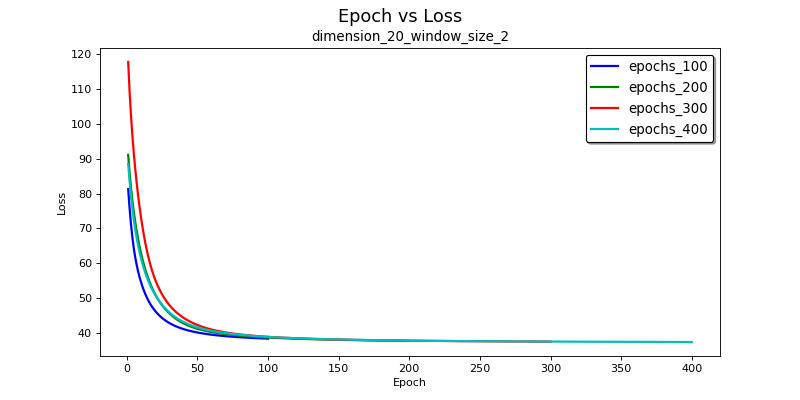 Epoch vs Loss
dimension_20_window_size_2
epochs_100
epochs_200
epochs_300
epochs_400
Loss
120
110
100
90
80
70
60
50
40
0 50 100 150 200 250 300 350 400
Epoch